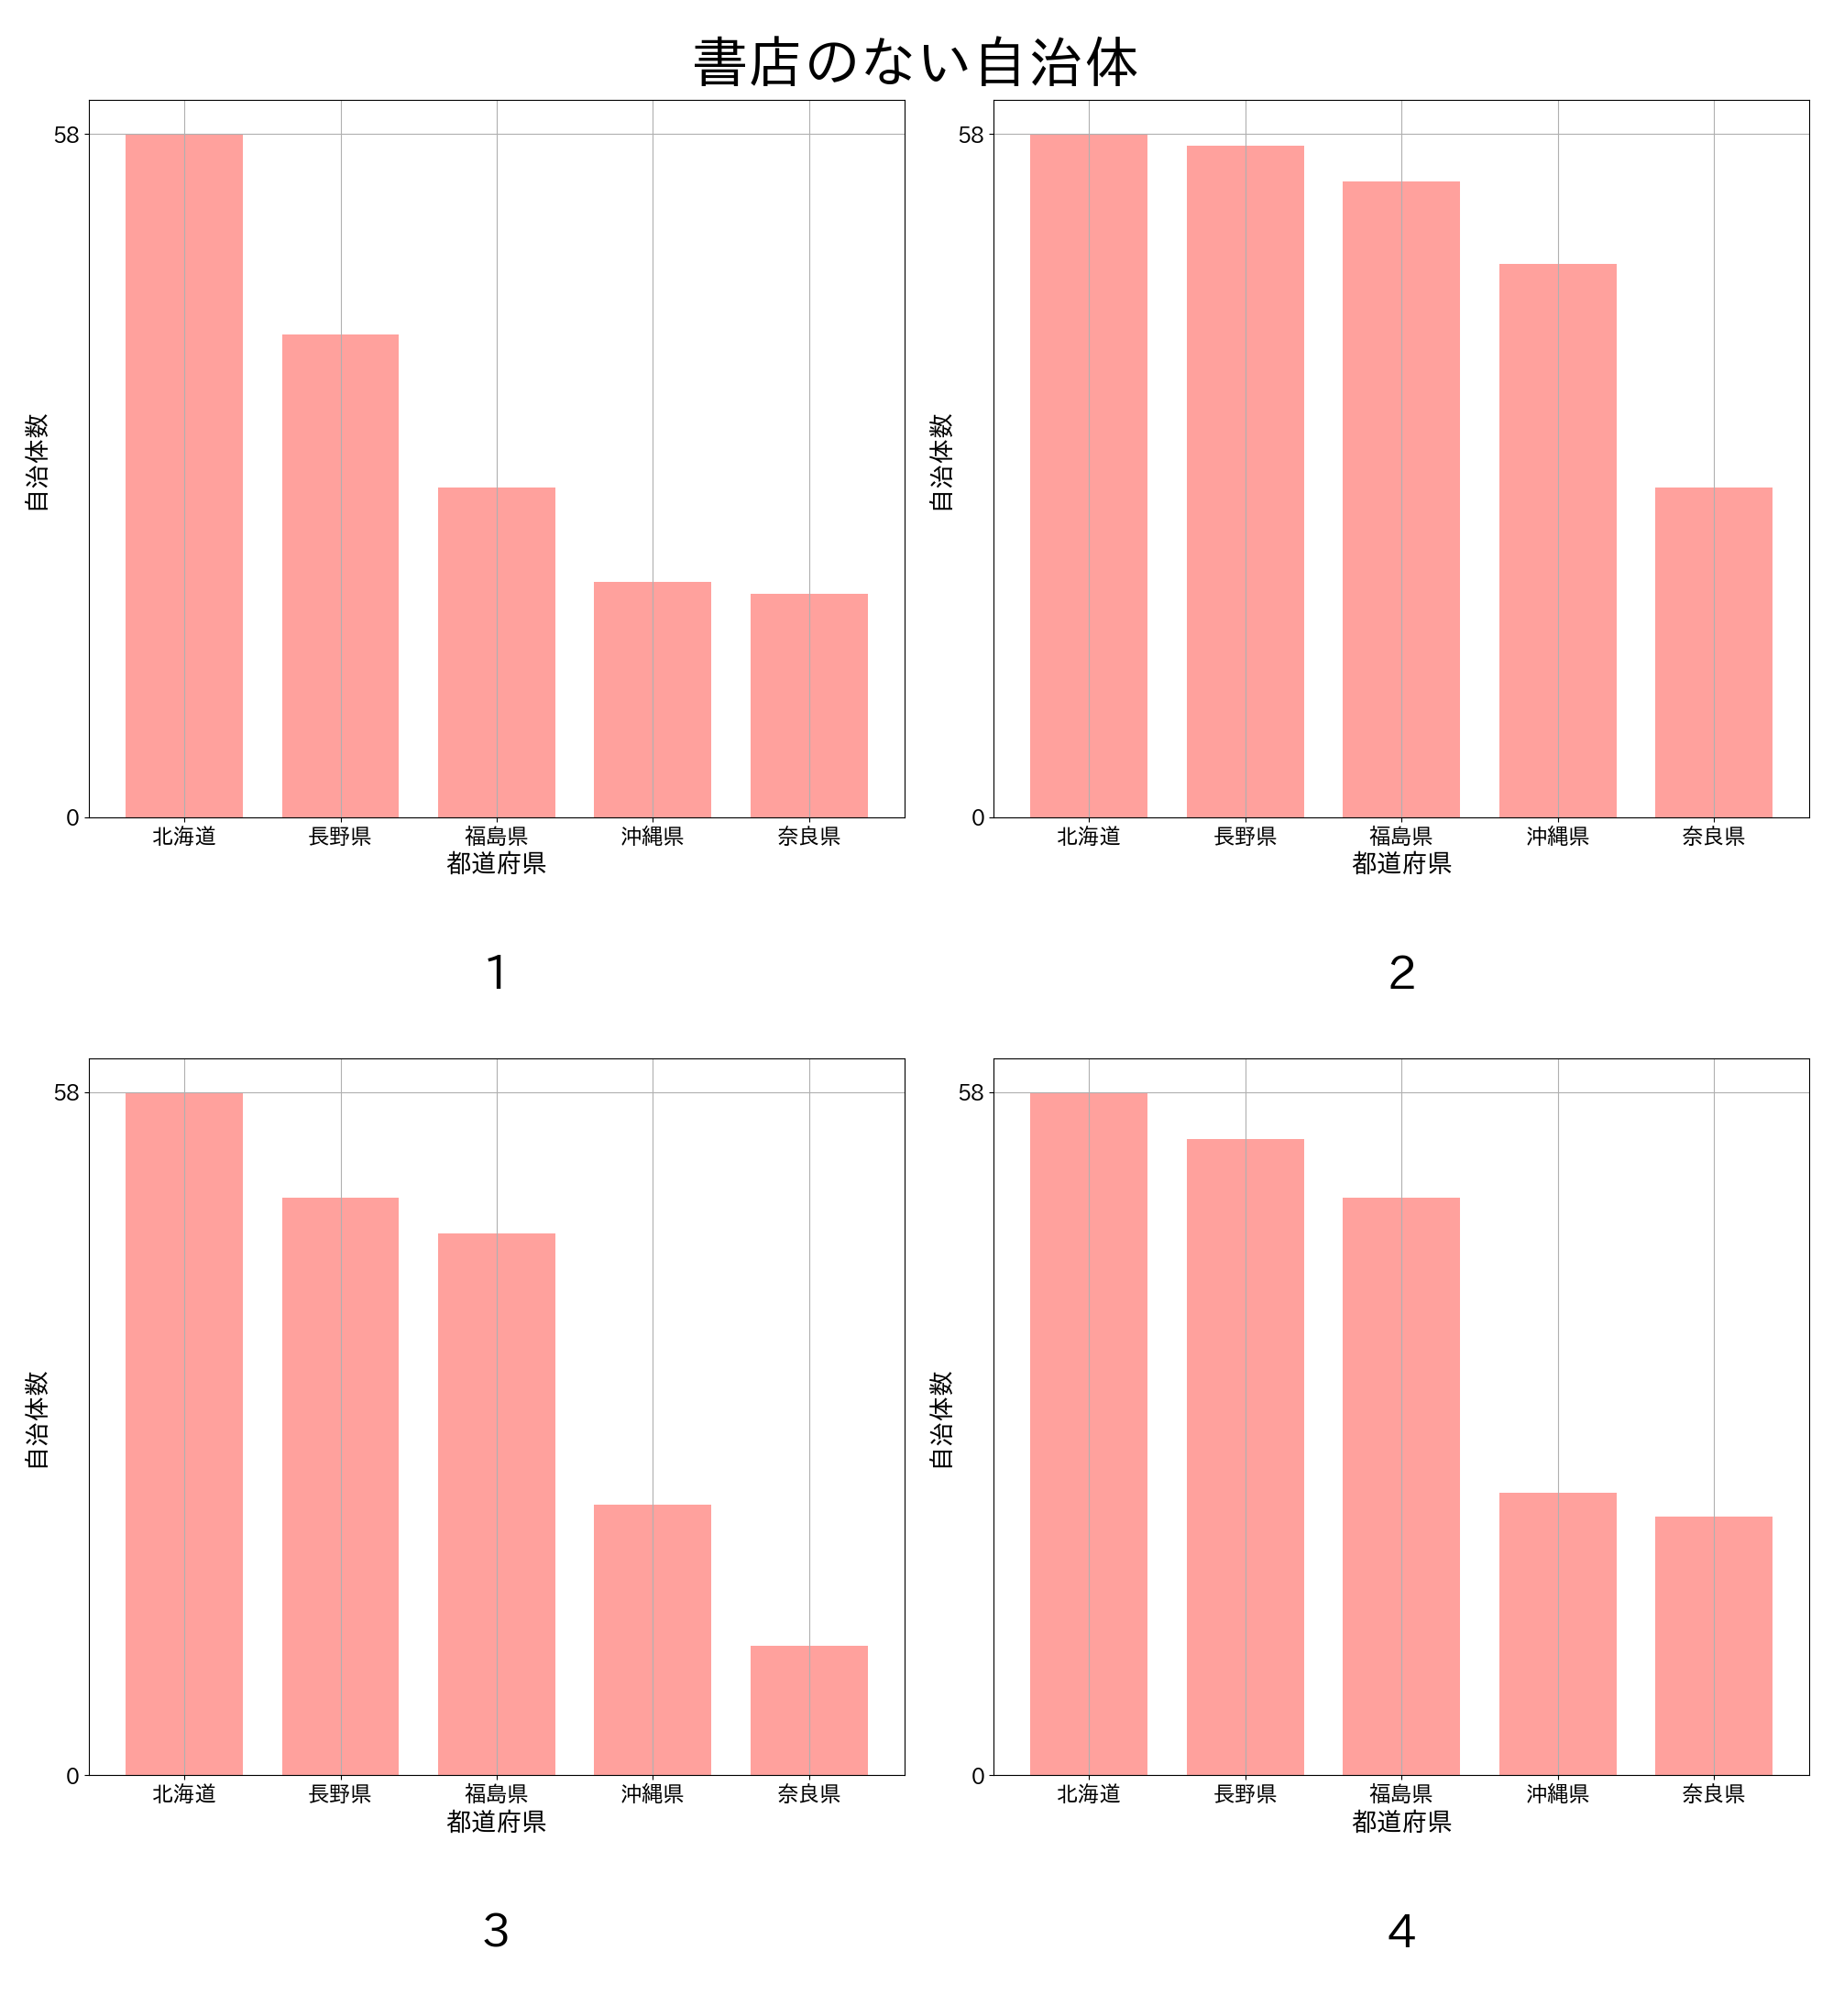 書店のない自治体
58
0
自治体数
北海道 長野県 福島県 沖縄県 奈良県
都道府県
1
58
0
自治体数
北海道 長野県 福島県 沖縄県 奈良県
都道府県
2
58
0
自治体数
北海道 長野県 福島県 沖縄県 奈良県
都道府県
3
58
0
自治体数
北海道 長野県 福島県 沖縄県 奈良県
都道府県
4